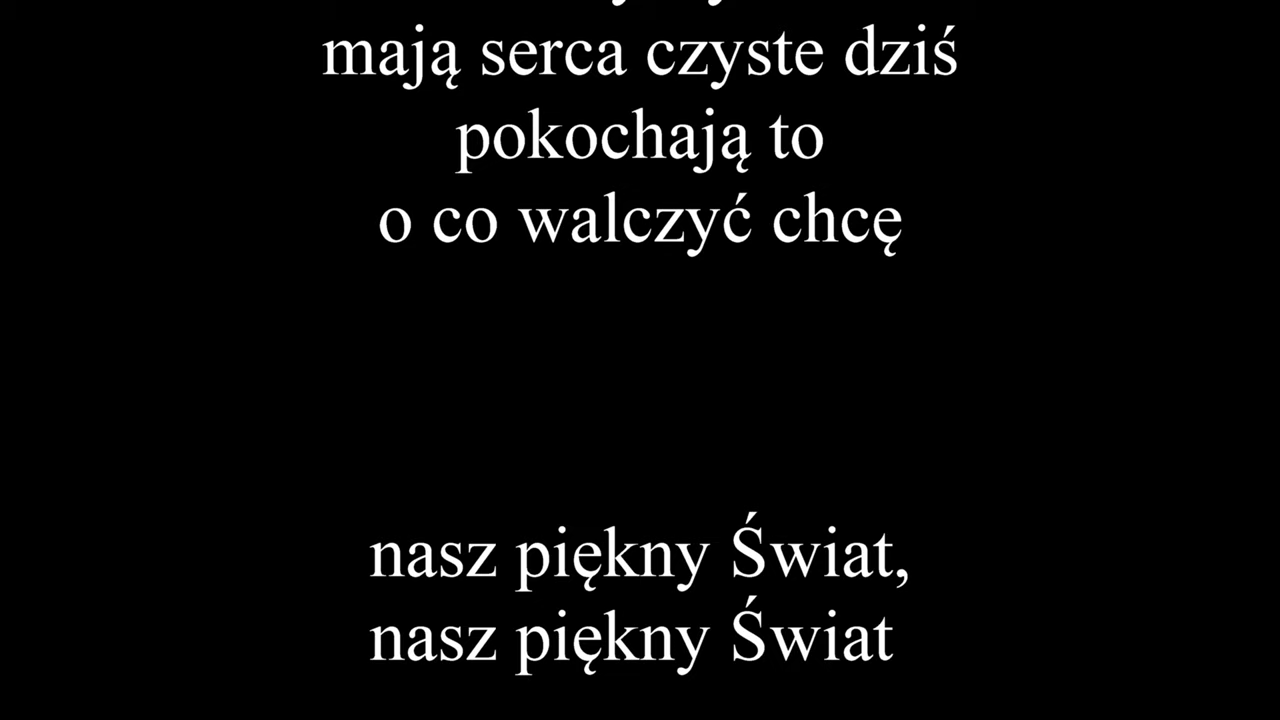 mają serca czyste dziś
pokochają to
o co walczyć chcę
nasz piękny Świat,
nasz piękny Świat